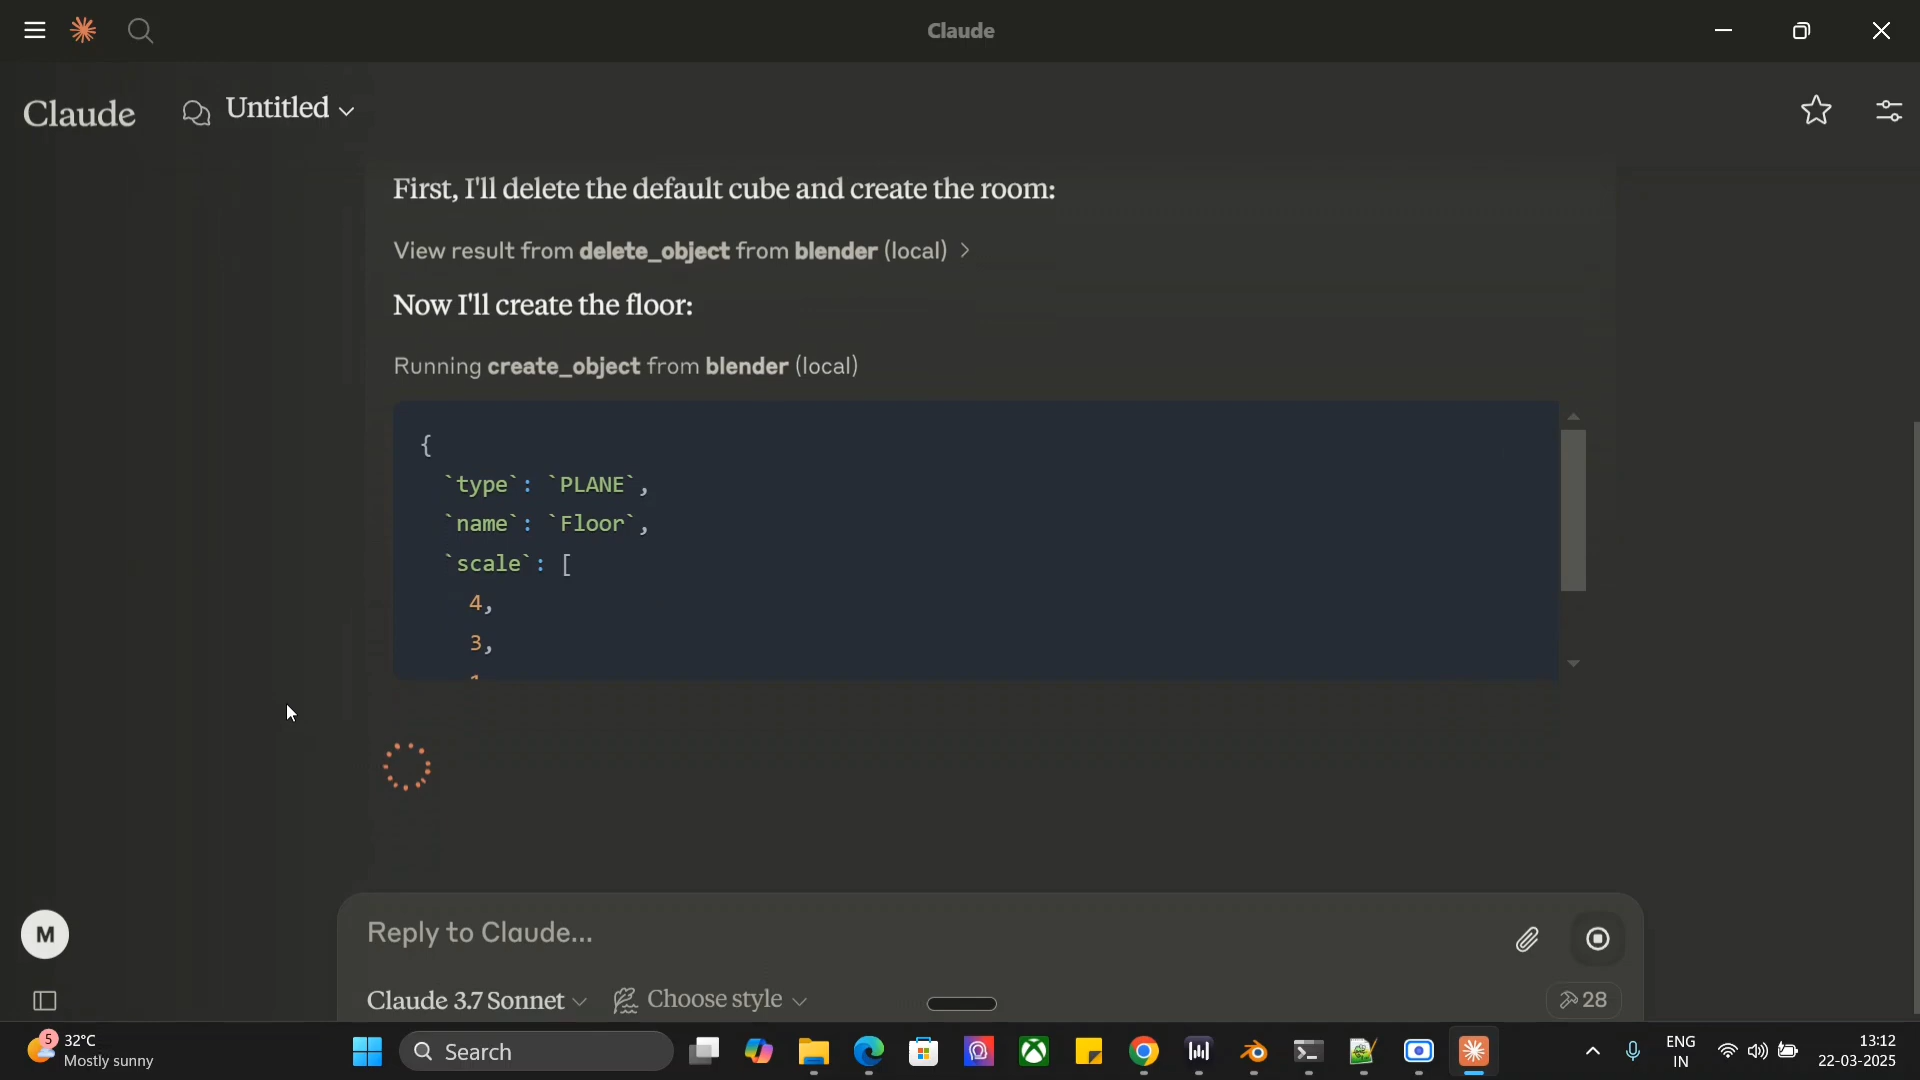 Claude
Claude
Untitled
First, I'll delete the default cube and create the room:
View result from delete_object from blender (local)
Now I'll create the floor:
Running create_object from blender (local)
{
`type`: `PLANE`,
`name`: `Floor`,
`scale`: [
4,
3,
M
Reply to Claude...
Claude 3.7 Sonnet
Choose style
28
5
32°C
Mostly sunny
Search
ENG
IN
13:12
22-03-2025